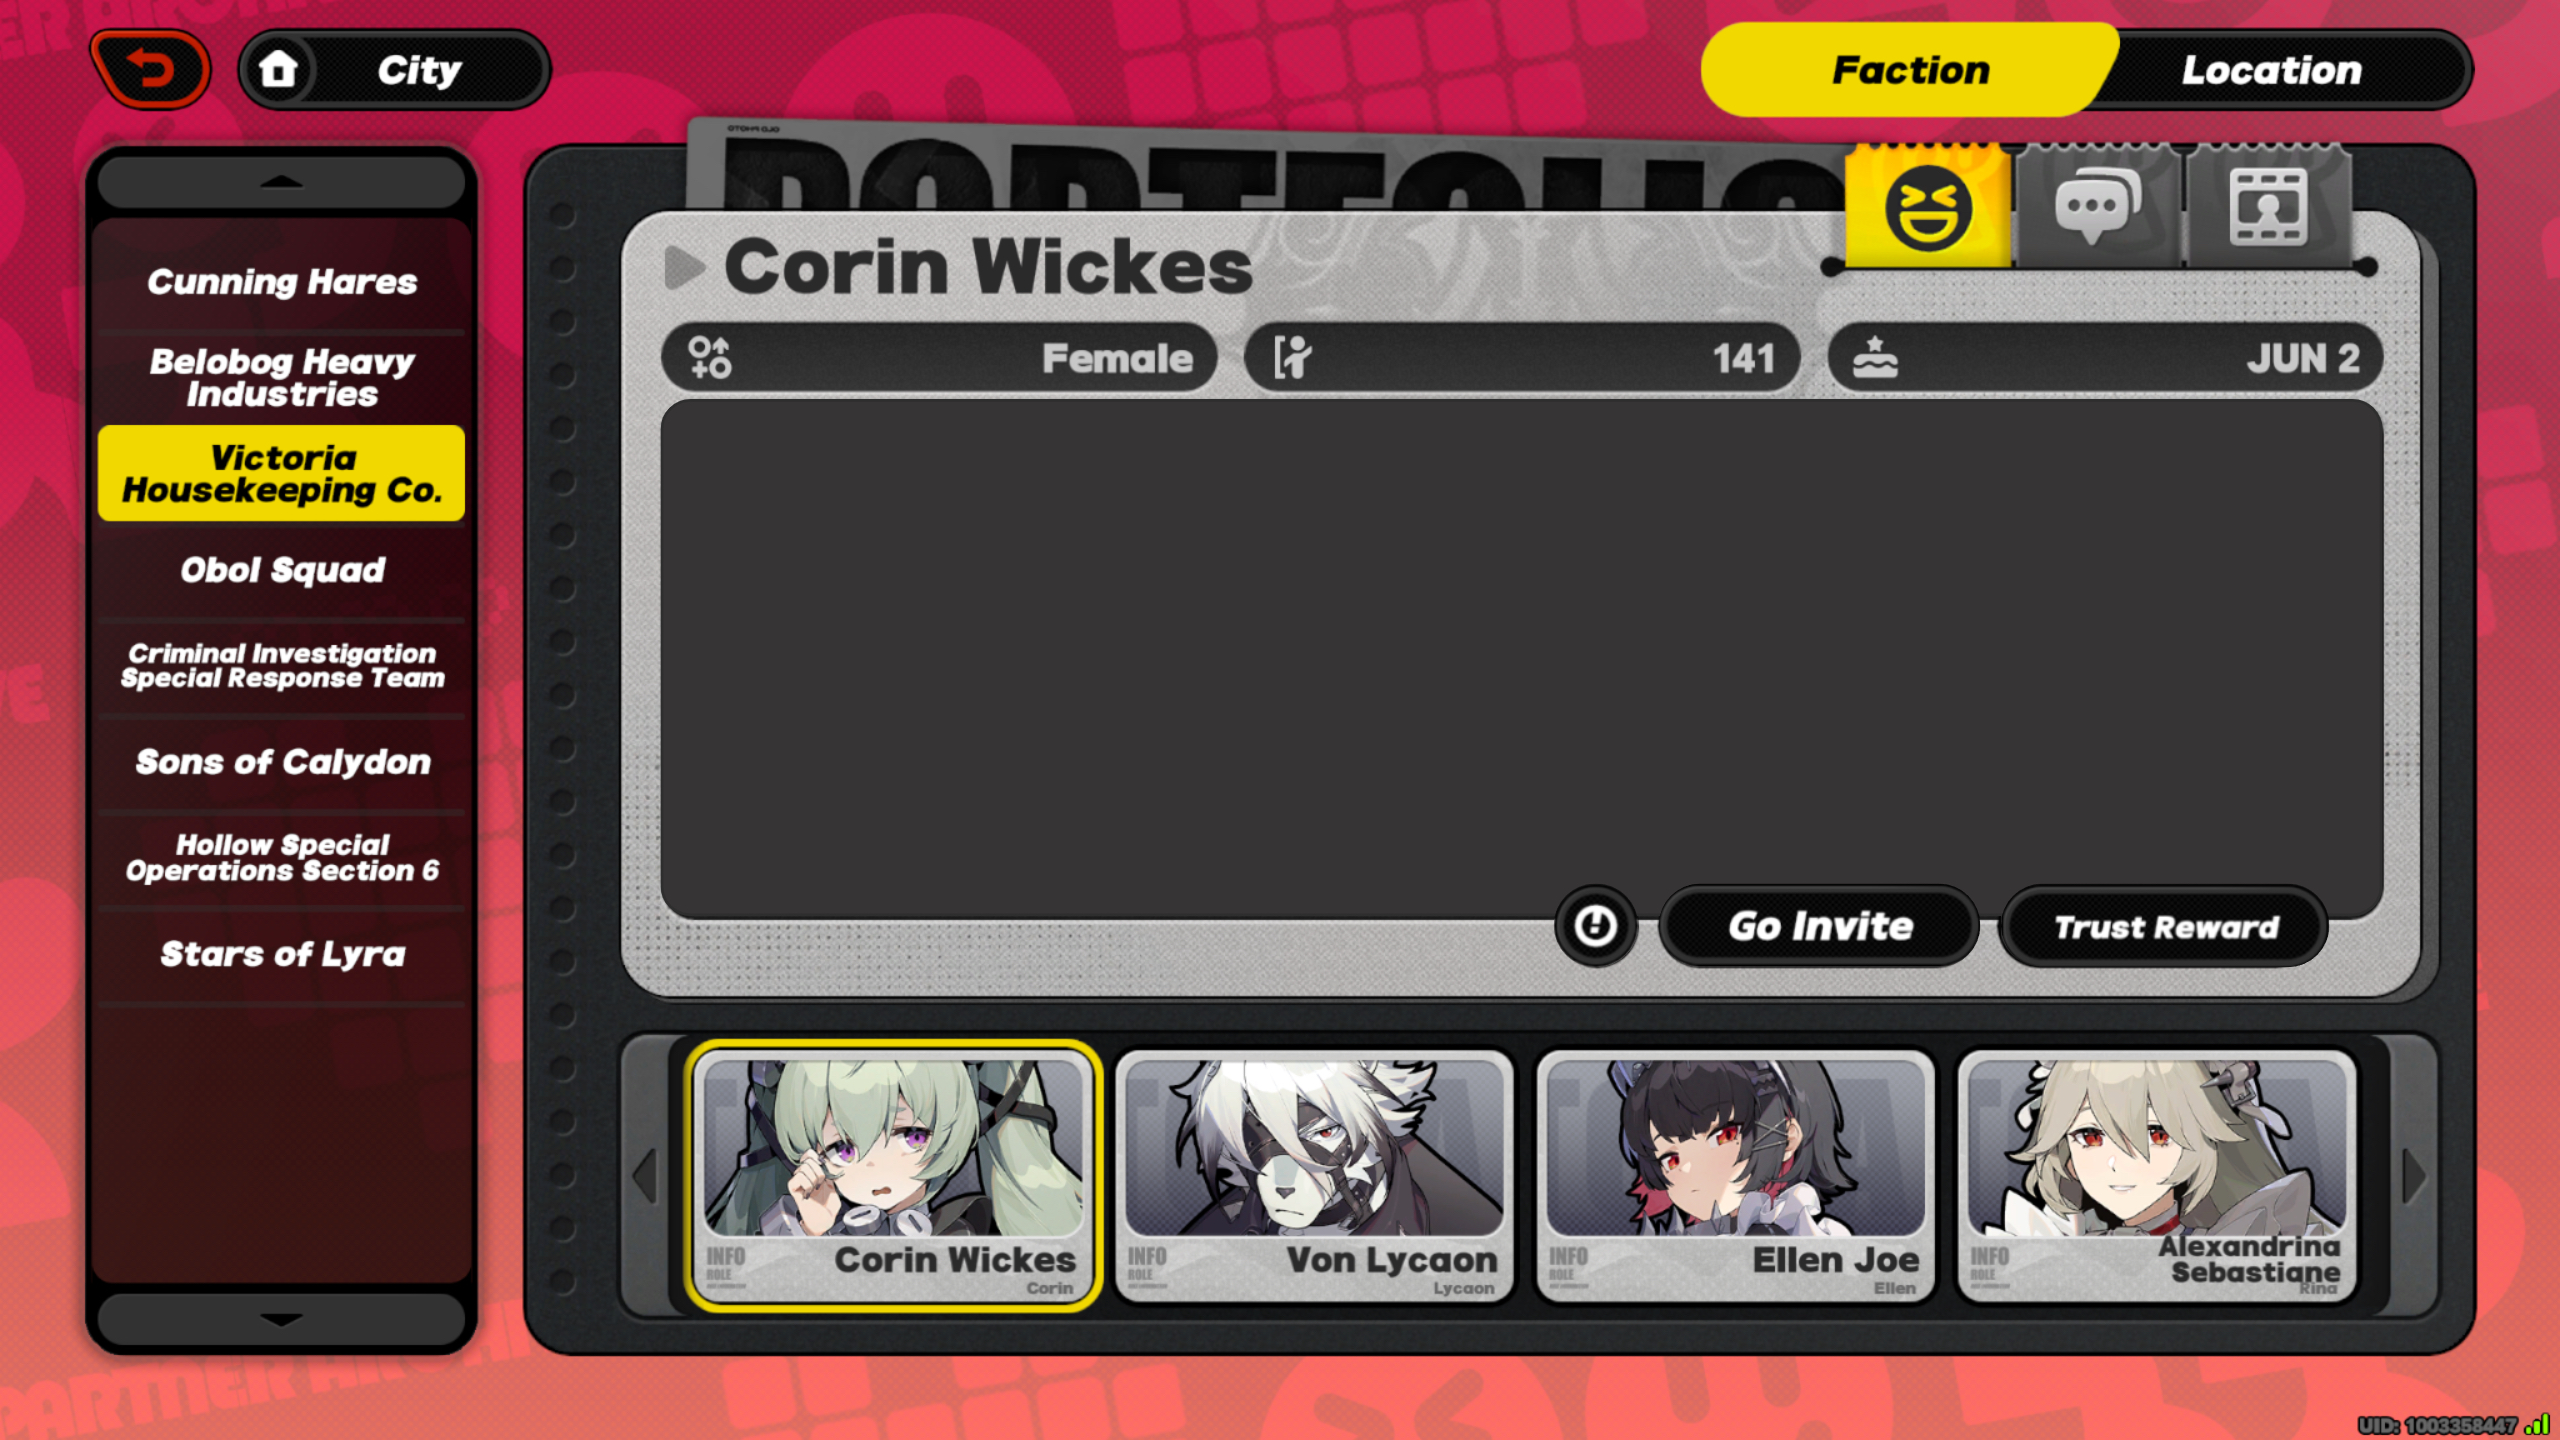 City
Faction
Location
PORTFOLIO
Cunning Hares
Belobog Heavy
Industries
Victoria
Housekeeping Co.
Obol Squad
Criminal Investigation
Special Response Team
Sons of Calydon
Hollow Special
Operations Section 6
Stars of Lyra
Corin Wickes
Female
141
JUN 2
Go Invite
Trust Reward
INFO
ROLE
Corin Wickes
Corin
INFO
ROLE
Von Lycaon
Lycaon
INFO
ROLE
Ellen Joe
Ellen
INFO
ROLE
Alexandrina
Sebastiane
Rina
UID: 1003358447